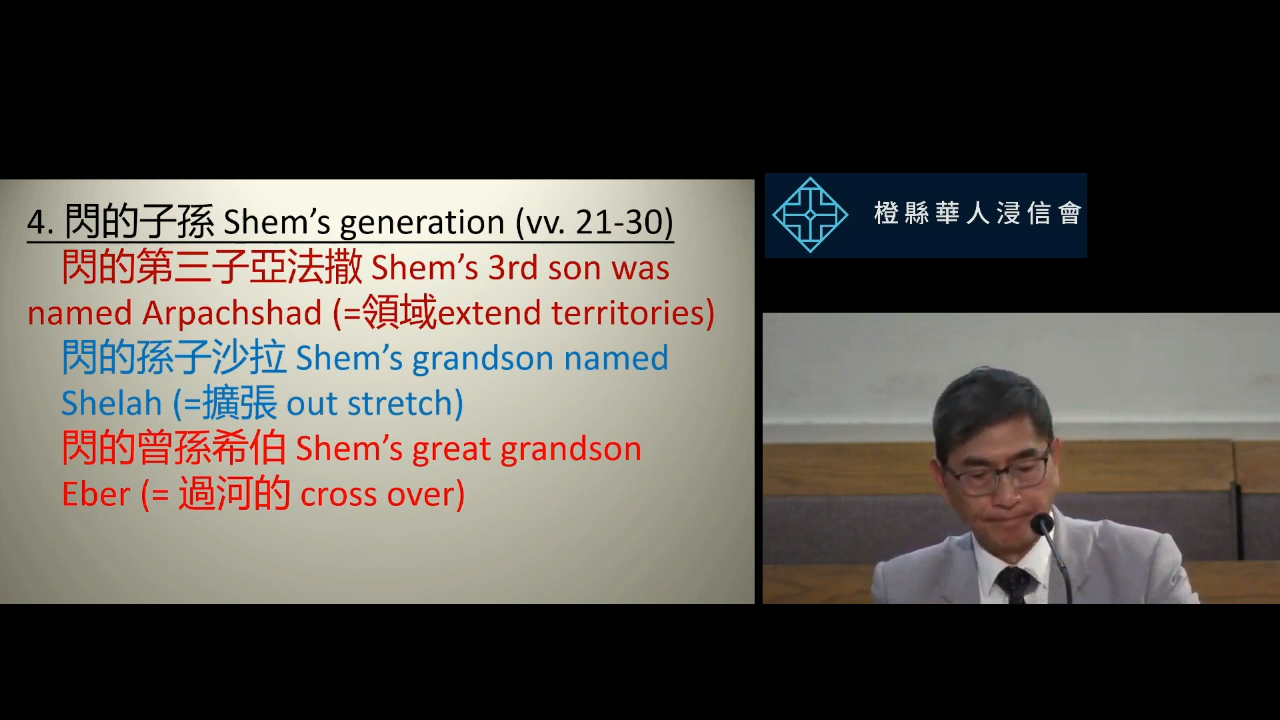 4. 閃的子孫 Shem’s generation (vv. 21-30)
閃的第三子亞法撒 Shem’s 3rd son was
named Arpachshad (=領域extend territories)
閃的孫子沙拉 Shem’s grandson named
Shelah (=擴張 out stretch)
閃的曾孫希伯 Shem’s great grandson
Eber (= 過河的 cross over)
橙縣華人浸信會